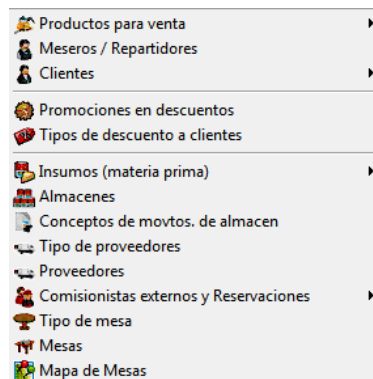 Productos para venta
Meseros / Repartidores
Clientes
Promociones en descuentos
Tipos de descuento a clientes
Insumos (materia prima)
Almacenes
Conceptos de movtos. de almacen
Tipo de proveedores
Proveedores
Comisionistas externos y Reservaciones
Tipo de mesa
Mesas
Mapa de Mesas